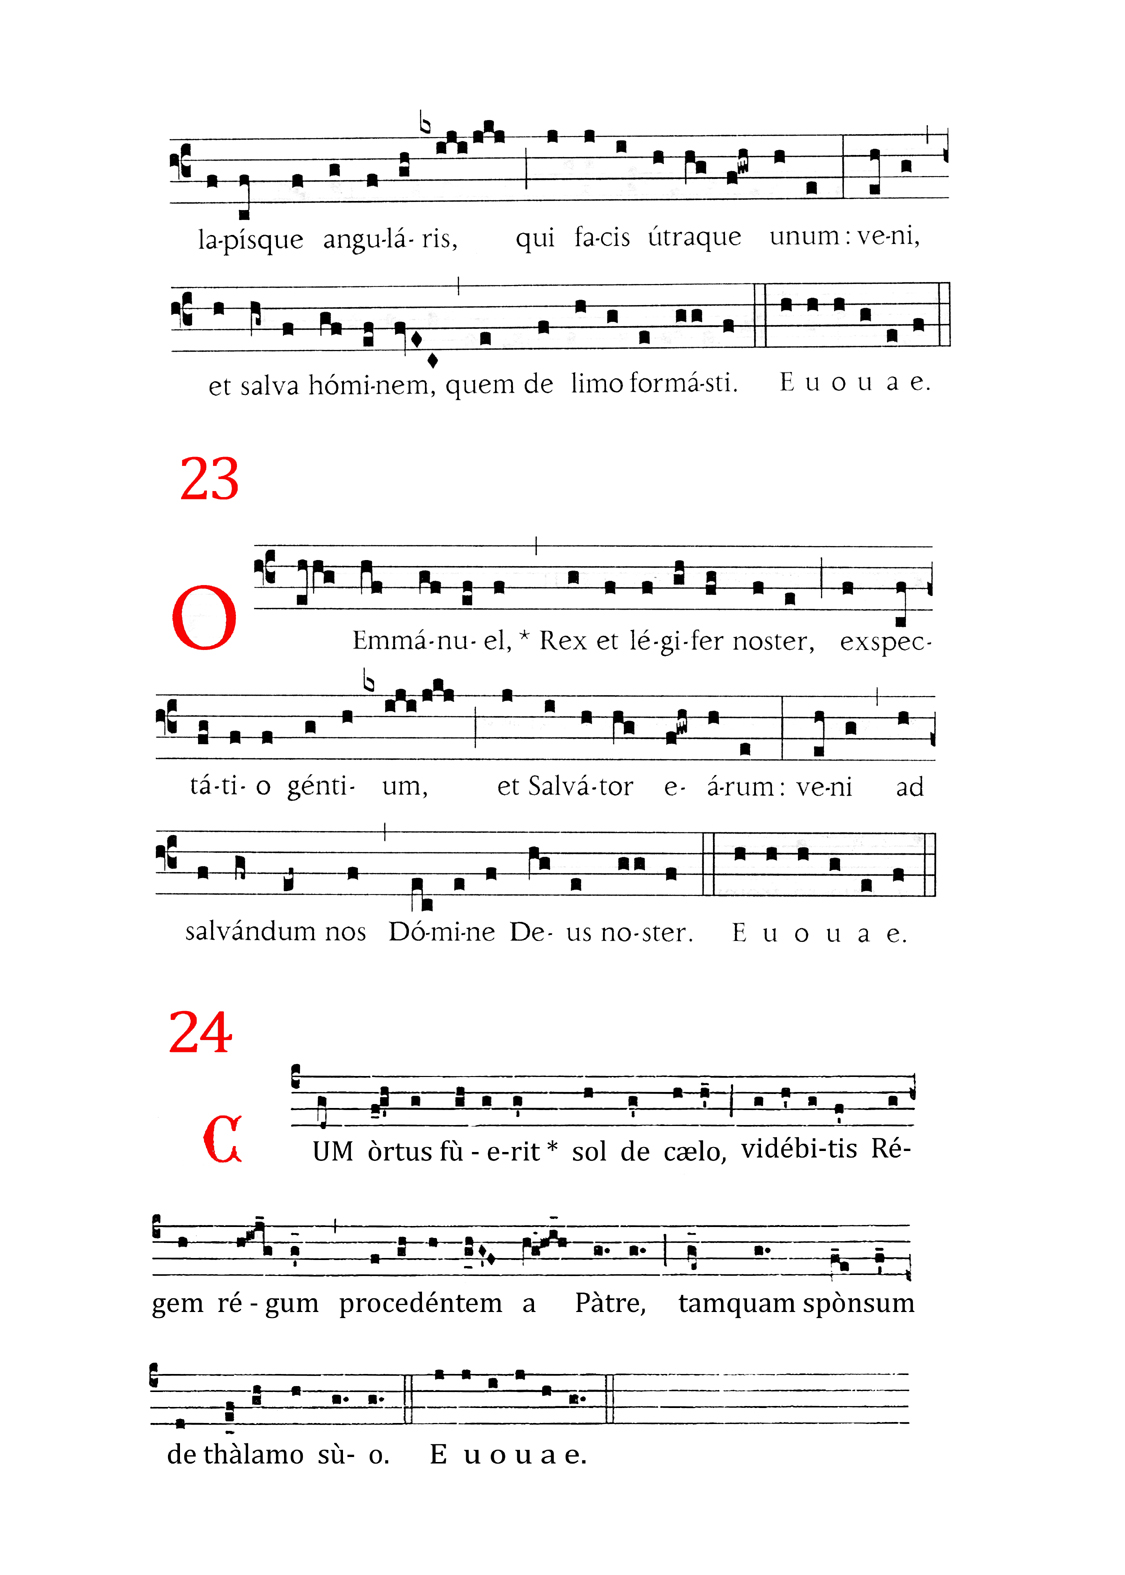 la-písque angu-lá- ris, qui fa-cis útraque unum : ve-ni,
et salva hómi-nem, quem de limo formá-sti. E u o u a e.
23
O Emmá-nu- el, * Rex et lé-gi-fer noster, exspec-
tá-ti- o génti- um, et Salvá-tor e- á-rum : ve-ni ad
salvándum nos Dó-mi-ne De- us no-ster. E u o u a e.
24
CUM òrtus fù - e-rit * sol de cælo, vidébi-tis Ré-
gem ré - gum procedéntem a Pàtre, tamquam spònsum
de thàlamo sù- o. E u o u a e.